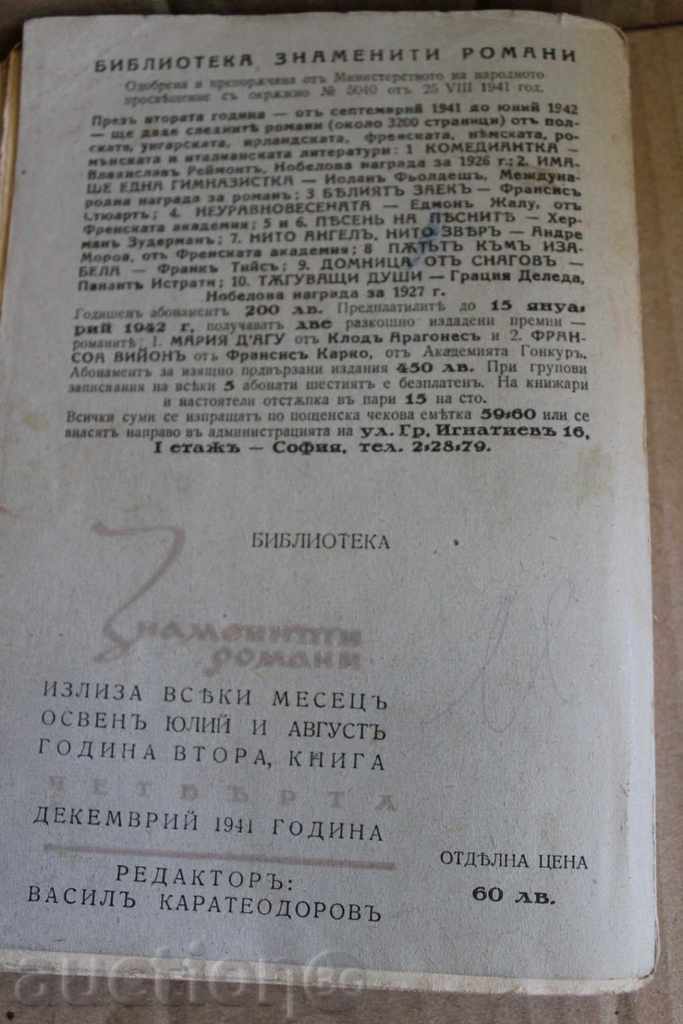 БИБЛИОТЕКА ЗНАМЕНИТИ РОМАНИ
Одобрена и препоръчена отъ Министерството на народното
просвещение съ окръжно № 5040 отъ 25 VIII 1941 год.
Презъ втората година — отъ септемврий 1941 до юний 1942
— ще даде следнитѣ романи (около 3200 страници) отъ пол-
ската, унгарската, ирландската, френската, нѣмската, ро-
мънската и италианската литератури: 1 КОМЕДИАНТКА —
Владиславъ Реймонтъ, Нобелова награда за 1926 г.; 2. ИМА-
ШЕ ЕДНА ГИМНАЗИСТКА — Иоланъ Фьолдешъ, Междуна-
родна награда за романъ; 3 БѢЛИЯТЪ ЗАЕКЪ — Франсисъ
Стюартъ; 4. НЕУРАВНОВЕСЕНАТА — Едмонъ Жалу, отъ
Френската академия; 5 и 6. ПѢСЕНЬ НА ПѢСНИТѢ — Хер-
манъ Зудерманъ; 7. НИТО АНГЕЛЪ, НИТО ЗВѢРЪ — Андре
Мороа, отъ Френската академия; 8 ПѪТЬТЪ КЪМЪ ИЗА-
БЕЛА — Франкъ Тийсъ; 9. ДОМНИЦА ОТЪ СНАГОВЪ —
Панаитъ Истрати; 10. ТѪГУВАЩИ ДУШИ — Грация Деледа,
Нобелова награда за 1927 г.
Годишенъ абонаментъ 200 лв. Предплатилитѣ до 15 януа-
рий 1942 г, получаватъ две разкошно издадени премии —
романитѣ: 1. МАРИЯ Д'АГУ отъ Клодъ Арагонесъ и 2. ФРАН-
СОА ВИЙОНЪ отъ Франсисъ Карко, отъ Академията Гонкуръ.
Абонаментъ за изящно подвързани издания 450 лв. При групови
записвания на всѣки 5 абонати шестиятъ е безплатенъ. На книжари
и настоятели отстѫпка въ пари 15 на сто.
Всички суми се изпращатъ по пощенска чекова смѣтка 59-60 или се
внасятъ направо въ администрацията на ул. Гр, Игнатиевъ 16,
I етажъ — София, тел. 2-28-79.
БИБЛИОТЕКА
Знаменити
романи
ИЗЛИЗА ВСѢКИ МЕСЕЦЪ
ОСВЕНЪ ЮЛИЙ И АВГУСТЪ
ГОДИНА ВТОРА, КНИГА
ЧЕТВЪРТА
ДЕКЕМВРИЙ 1941 ГОДИНА
РЕДАКТОРЪ:
ВАСИЛЪ КАРАТЕОДОРОВЪ
ОТДѢЛНА ЦЕНА
60 лв.
auction BG